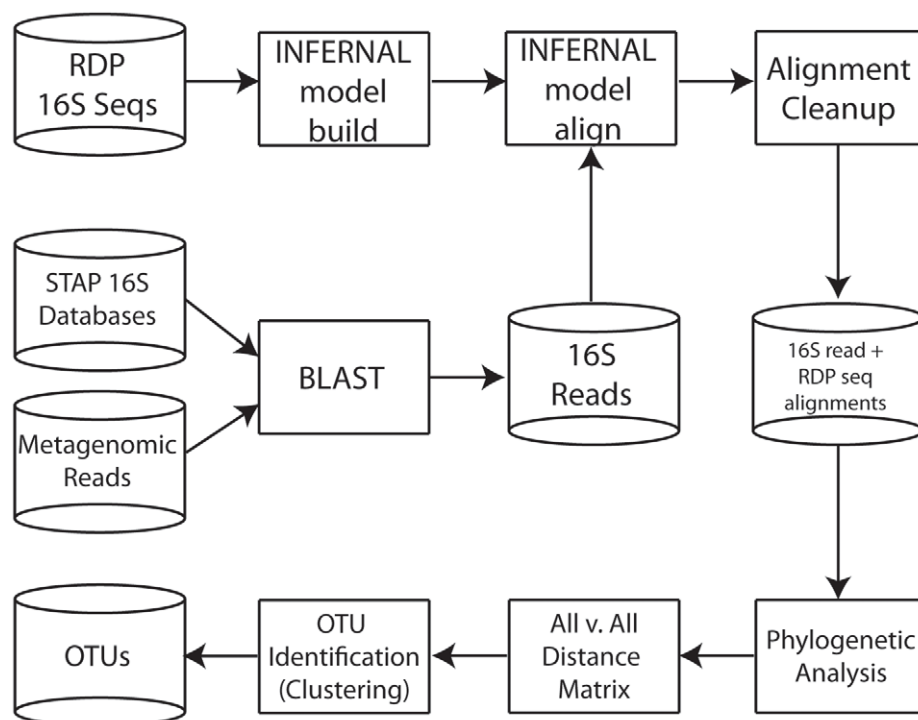 RDP
16S Seqs
INFERNAL
model
build
INFERNAL
model
align
Alignment
Cleanup
STAP 16S
Databases
Metagenomic
Reads
BLAST
16S
Reads
16S read +
RDP seq
alignments
OTUs
OTU
Identification
(Clustering)
All v. All
Distance
Matrix
Phylogenetic
Analysis